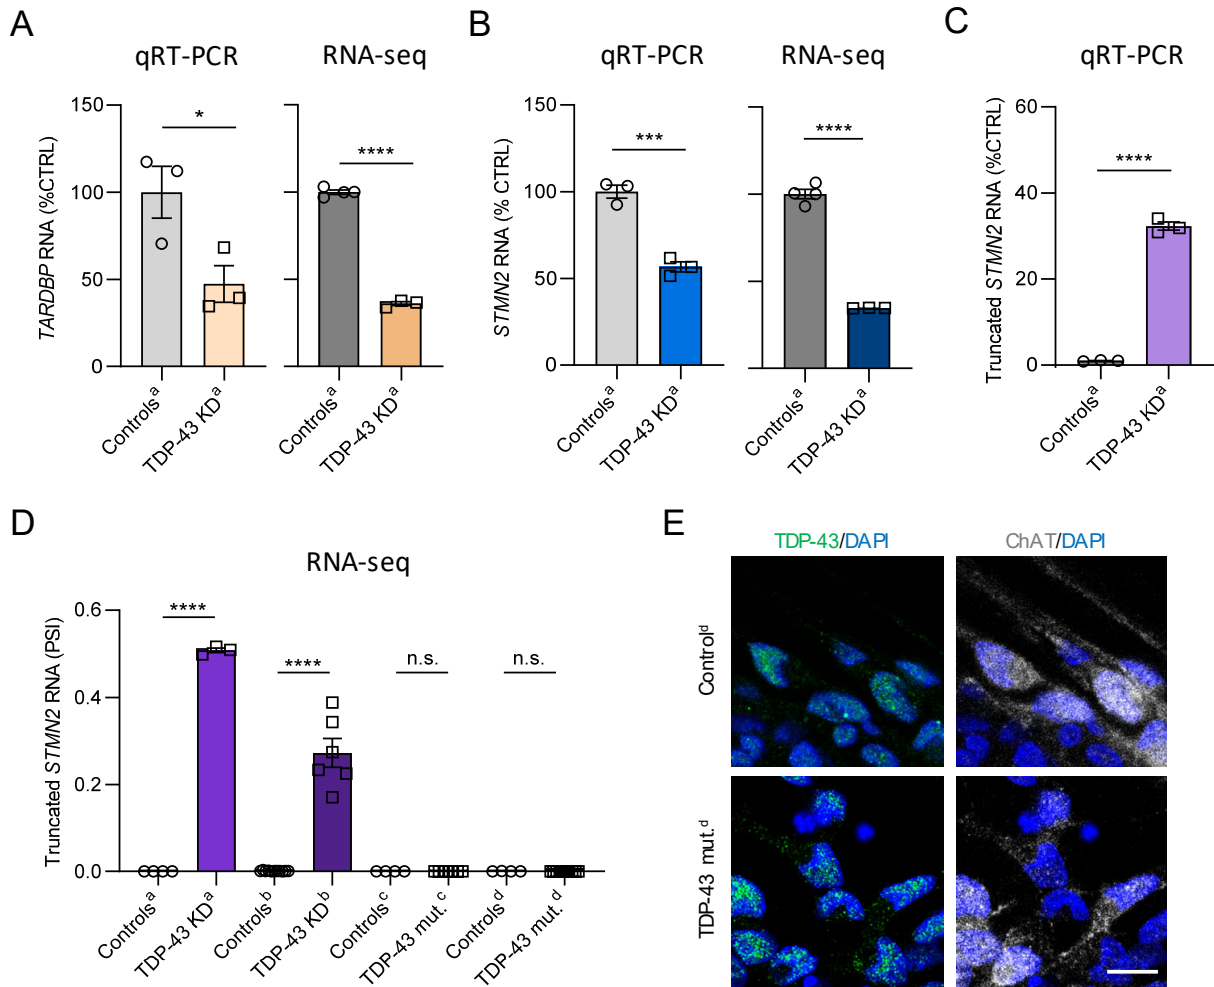 A
B
C
qRT-PCR
RNA-seq
qRT-PCR
RNA-seq
qRT-PCR
TARDBP RNA (%CTRL)
150
100
50
0
*
****
Controlsᵃ
TDP-43 KDᵃ
Controlsᵃ
TDP-43 KDᵃ
STMN2 RNA (% CTRL)
150
100
50
0
***
****
Controlsᵃ
TDP-43 KDᵃ
Controlsᵃ
TDP-43 KDᵃ
Truncated STMN2 RNA (%CTRL)
60
40
20
0
****
Controlsᵃ
TDP-43 KDᵃ
D
RNA-seq
Truncated STMN2 RNA (PSI)
0.6
0.4
0.2
0.0
****
****
n.s.
n.s.
Controlsᵃ
TDP-43 KDᵃ
Controlsᵇ
TDP-43 KDᵇ
Controlsᶜ
TDP-43 mut.ᶜ
Controlsᵈ
TDP-43 mut.ᵈ
E
TDP-43/DAPI
ChAT/DAPI
Controlᵈ
TDP-43 mut.ᵈ